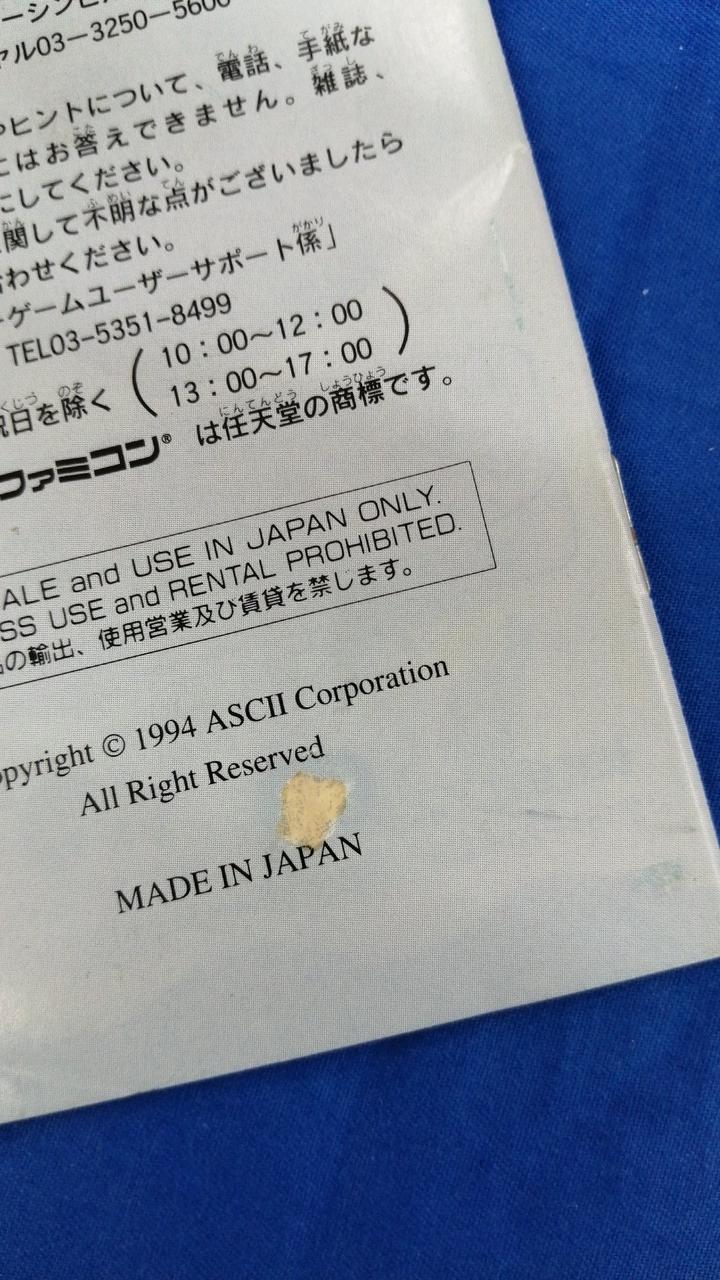 ーシンビル
ヤル03-3250-5600
ヒントについて、電話、手紙な
にはお答えできません。雑誌、
にしてください。
関して不明な点がございましたら
わせください。
ゲームユーザーサポート係」
TEL03-5351-8499
祝日を除く (10：00〜12：00
13：00〜17：00)
ファミコン® は任天堂の商標です。
ALE and USE IN JAPAN ONLY.
SS USE and RENTAL PROHIBITED.
の輸出、使用営業及び賃貸を禁じます。
opyright © 1994 ASCII Corporation
All Right Reserved
MADE IN JAPAN